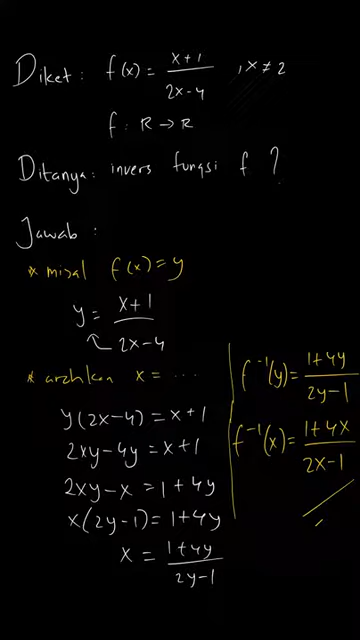 Diket: f(x) = (x+1)/(2x-4) , x ≠ 2
f : R → R
Ditanya: invers fungsi f ?
Jawab :
* misal f(x) = y
y = (x+1)/(2x-4)
* arahkan x = ...
y(2x-4) = x+1
2xy-4y = x+1
2xy-x = 1+4y
x(2y-1) = 1+4y
x = (1+4y)/(2y-1)
f⁻¹(y) = (1+4y)/(2y-1)
f⁻¹(x) = (1+4x)/(2x-1)